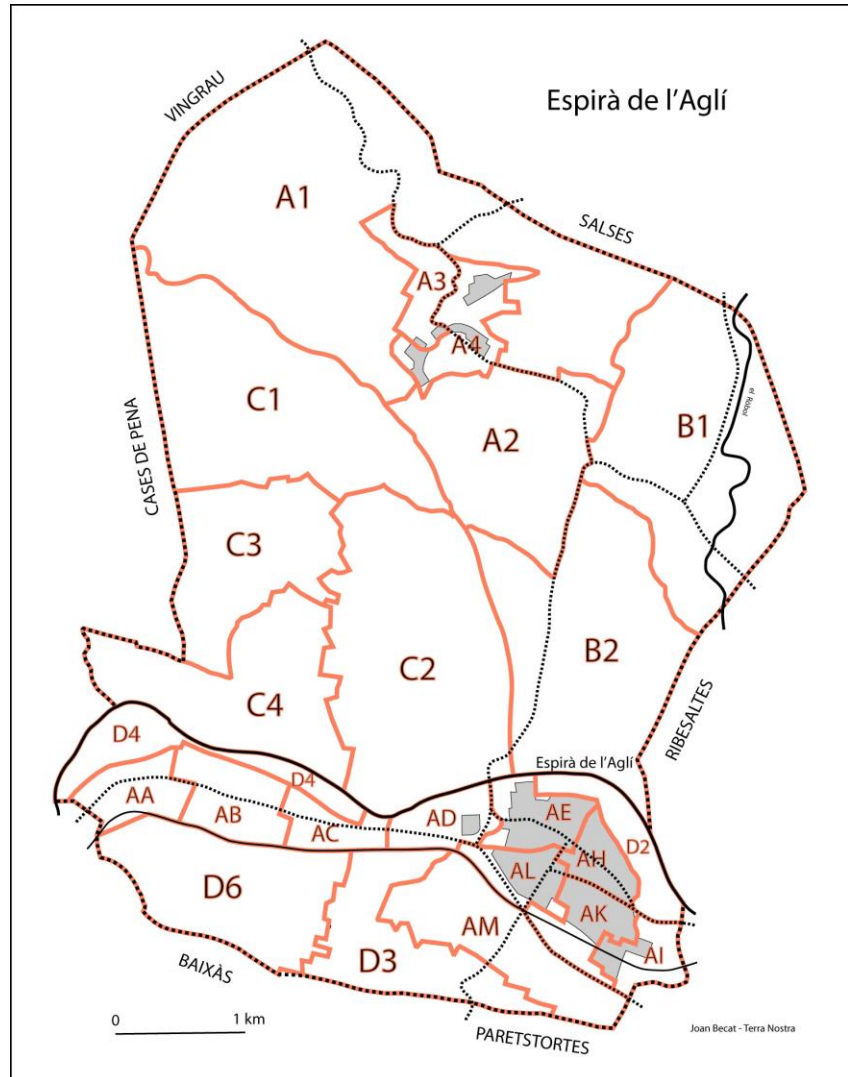 Espirà de l'Aglí
VINGRAU
A1
SALSES
A3
A4
C1
A2
B1
el Ròbol
CASES DE PENA
C3
C2
B2
C4
RIBESALTES
D4
Espirà de l'Aglí
D4
AA
AB
AC
AD
AE
AH
D2
AL
D6
AK
AM
AI
D3
BAIXÀS
0 1 km
PARETSTORTES
Joan Becat - Terra Nostra